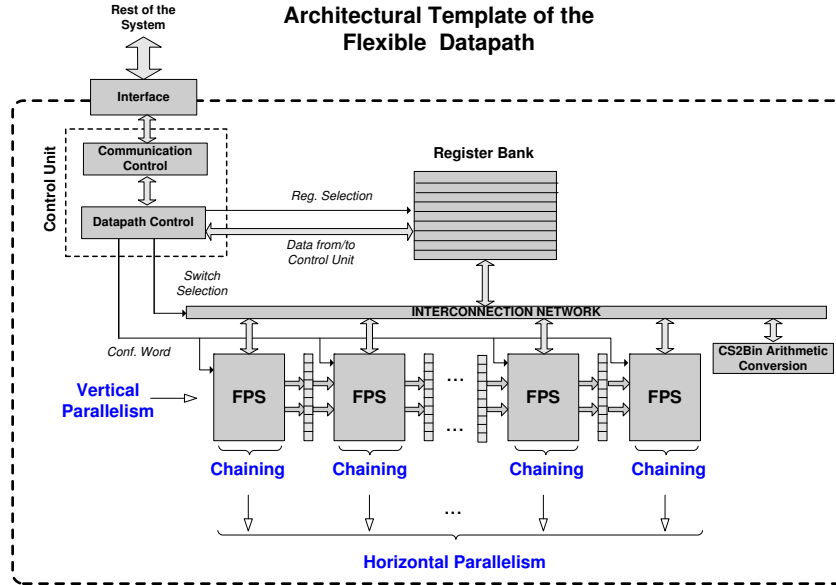 Rest of the
System
Architectural Template of the
Flexible Datapath
Interface
Control Unit
Communication
Control
Datapath Control
Reg. Selection
Data from/to
Control Unit
Register Bank
Switch
Selection
INTERCONNECTION NETWORK
Conf. Word
CS2Bin Arithmetic
Conversion
Vertical
Parallelism
FPS
FPS
...
...
FPS
FPS
Chaining
Chaining
Chaining
Chaining
...
Horizontal Parallelism